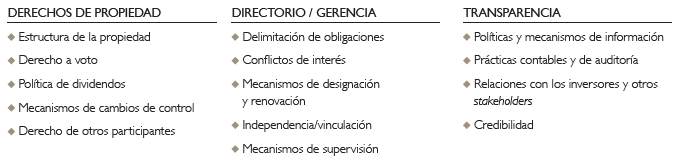 DERECHOS DE PROPIEDAD
◆ Estructura de la propiedad
◆ Derecho a voto
◆ Política de dividendos
◆ Mecanismos de cambios de control
◆ Derecho de otros participantes
DIRECTORIO / GERENCIA
◆ Delimitación de obligaciones
◆ Conflictos de interés
◆ Mecanismos de designación
y renovación
◆ Independencia/vinculación
◆ Mecanismos de supervisión
TRANSPARENCIA
◆ Políticas y mecanismos de información
◆ Prácticas contables y de auditoría
◆ Relaciones con los inversores y otros
stakeholders
◆ Credibilidad